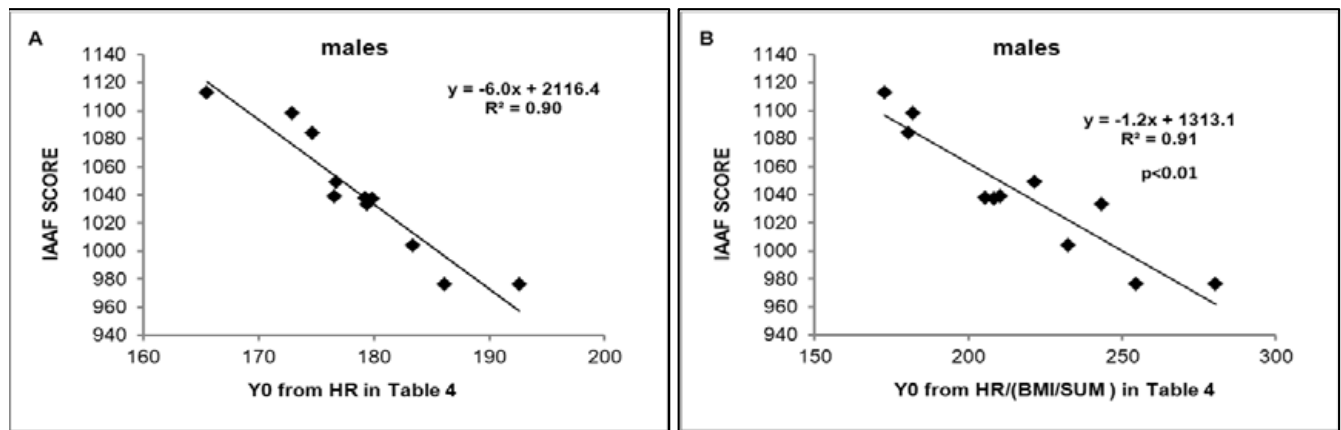 A
males
y = -6.0x + 2116.4
R² = 0.90
IAAF SCORE
1140
1120
1100
1080
1060
1040
1020
1000
980
960
940
160 170 180 190 200
Y0 from HR in Table 4
B
males
y = -1.2x + 1313.1
R² = 0.91
p<0.01
IAAF SCORE
1140
1120
1100
1080
1060
1040
1020
1000
980
960
940
150 200 250 300
Y0 from HR/(BMI/SUM ) in Table 4